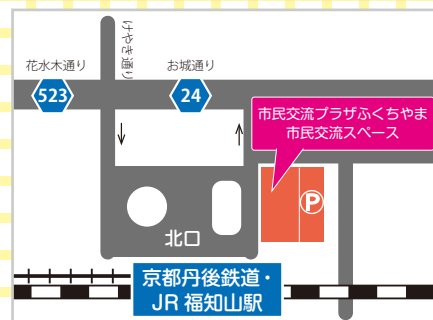 花水木通り
けやき通り
お城通り
523
24
市民交流プラザふくちやま
市民交流スペース
P
北口
京都丹後鉄道・
JR 福知山駅